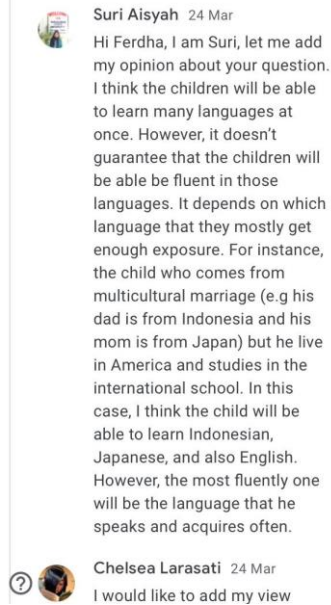 Suri Aisyah 24 Mar
Hi Ferdha, I am Suri, let me add
my opinion about your question.
I think the children will be able
to learn many languages at
once. However, it doesn't
guarantee that the children will
be able be fluent in those
languages. It depends on which
language that they mostly get
enough exposure. For instance,
the child who comes from
multicultural marriage (e.g his
dad is from Indonesia and his
mom is from Japan) but he live
in America and studies in the
international school. In this
case, I think the child will be
able to learn Indonesian,
Japanese, and also English.
However, the most fluently one
will be the language that he
speaks and acquires often.
Chelsea Larasati 24 Mar
I would like to add my view